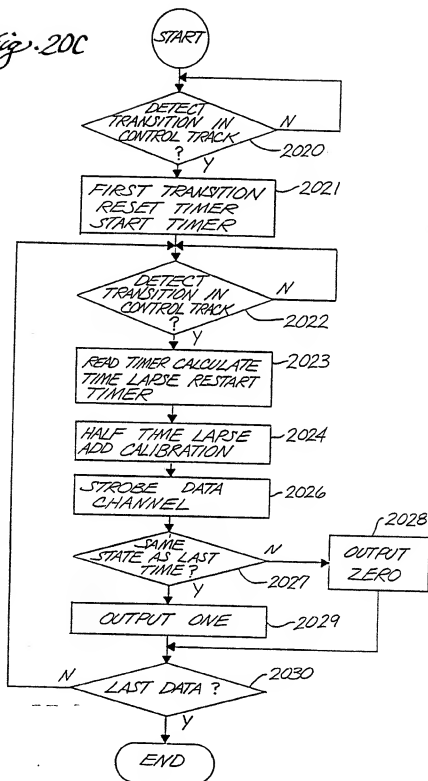 Fig. 20C
START
DETECT
TRANSITION IN
CONTROL TRACK
?
N
2020
Y
FIRST TRANSITION
RESET TIMER
START TIMER
2021
DETECT
TRANSITION IN
CONTROL TRACK
?
N
2022
Y
READ TIMER CALCULATE
TIME LAPSE RESTART
TIMER
2023
HALF TIME LAPSE
ADD CALIBRATION
2024
STROBE DATA
CHANNEL
2026
SAME
STATE AS LAST
TIME?
N
2027
Y
2028
OUTPUT
ZERO
OUTPUT ONE
2029
N
LAST DATA ?
2030
Y
END